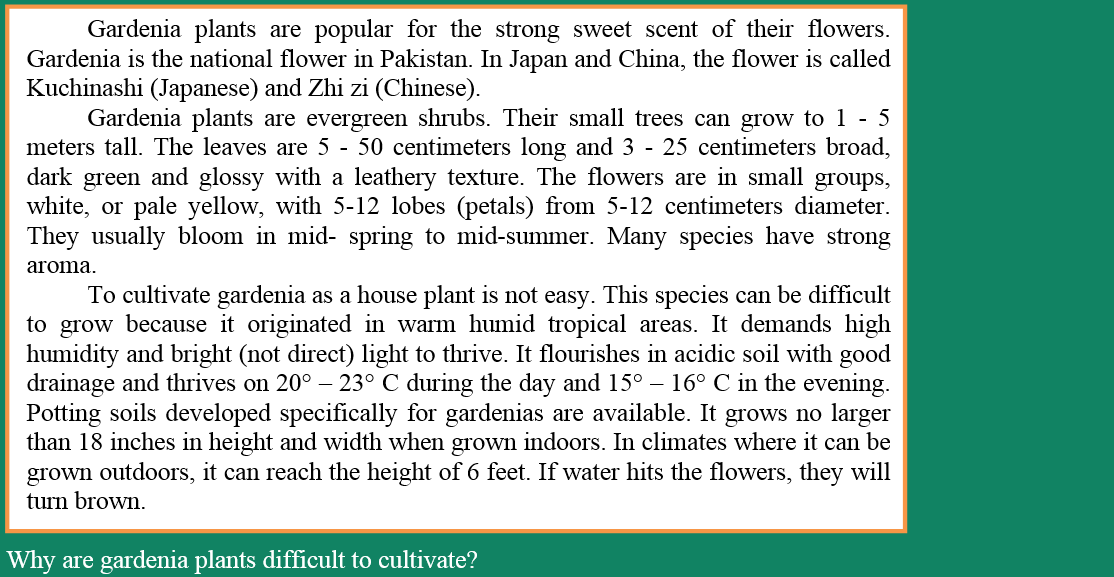 Gardenia plants are popular for the strong sweet scent of their flowers.
Gardenia is the national flower in Pakistan. In Japan and China, the flower is called
Kuchinashi (Japanese) and Zhi zi (Chinese).
Gardenia plants are evergreen shrubs. Their small trees can grow to 1 - 5
meters tall. The leaves are 5 - 50 centimeters long and 3 - 25 centimeters broad,
dark green and glossy with a leathery texture. The flowers are in small groups,
white, or pale yellow, with 5-12 lobes (petals) from 5-12 centimeters diameter.
They usually bloom in mid- spring to mid-summer. Many species have strong
aroma.
To cultivate gardenia as a house plant is not easy. This species can be difficult
to grow because it originated in warm humid tropical areas. It demands high
humidity and bright (not direct) light to thrive. It flourishes in acidic soil with good
drainage and thrives on 20° – 23° C during the day and 15° – 16° C in the evening.
Potting soils developed specifically for gardenias are available. It grows no larger
than 18 inches in height and width when grown indoors. In climates where it can be
grown outdoors, it can reach the height of 6 feet. If water hits the flowers, they will
turn brown.
Why are gardenia plants difficult to cultivate?